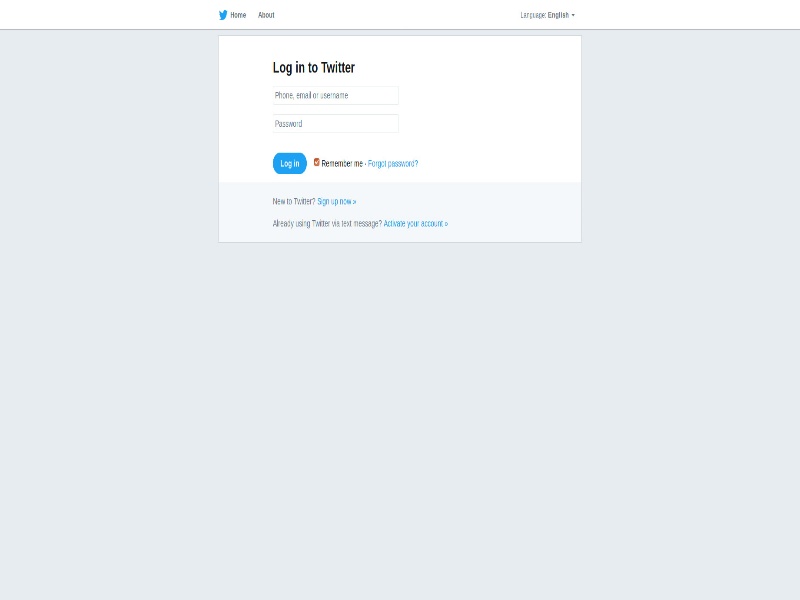 Home About Language: English
Log in to Twitter
Phone, email or username
Password
Log in Remember me · Forgot password?
New to Twitter? Sign up now »
Already using Twitter via text message? Activate your account »